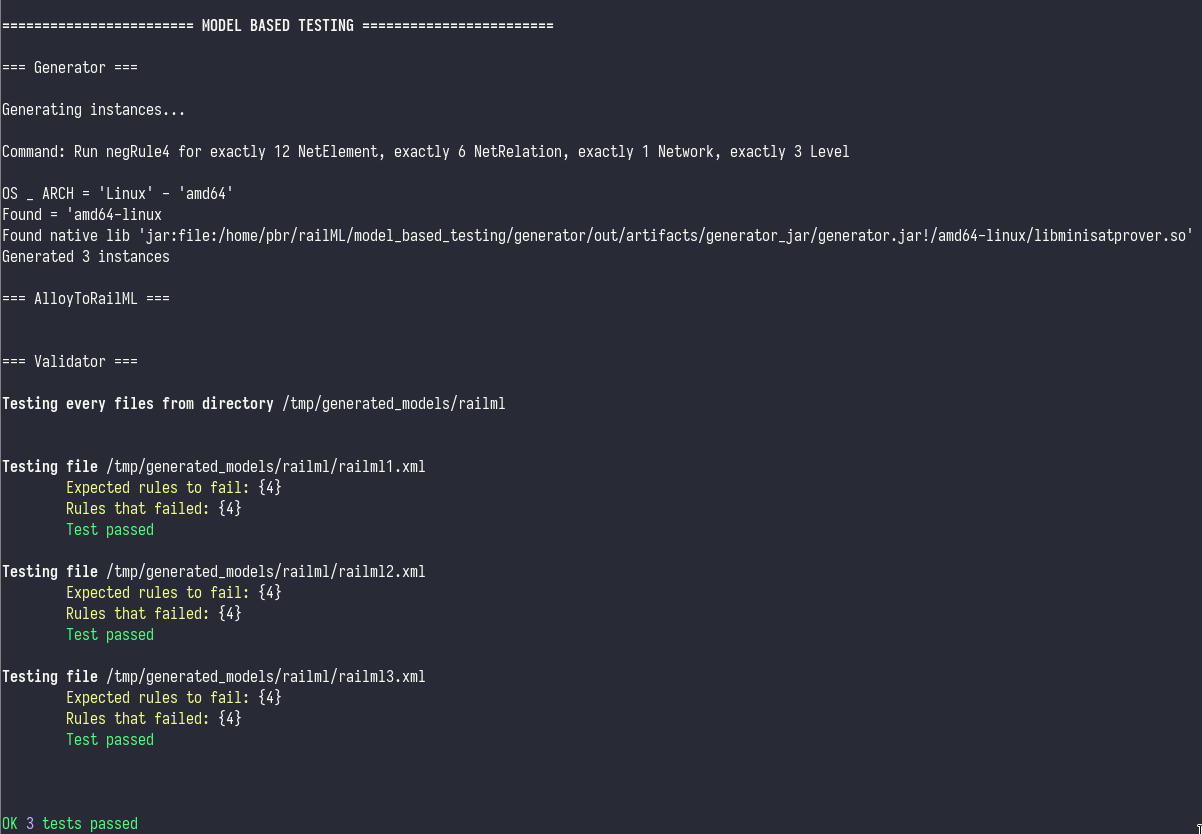 ======================== MODEL BASED TESTING ========================
=== Generator ===
Generating instances...
Command: Run negRule4 for exactly 12 NetElement, exactly 6 NetRelation, exactly 1 Network, exactly 3 Level
OS _ ARCH = 'Linux' - 'amd64'
Found = 'amd64-linux
Found native lib 'jar:file:/home/pbr/railML/model_based_testing/generator/out/artifacts/generator_jar/generator.jar!/amd64-linux/libminisatprover.so'
Generated 3 instances
=== AlloyToRailML ===
=== Validator ===
Testing every files from directory /tmp/generated_models/railml
Testing file /tmp/generated_models/railml/railml1.xml
Expected rules to fail: {4}
Rules that failed: {4}
Test passed
Testing file /tmp/generated_models/railml/railml2.xml
Expected rules to fail: {4}
Rules that failed: {4}
Test passed
Testing file /tmp/generated_models/railml/railml3.xml
Expected rules to fail: {4}
Rules that failed: {4}
Test passed
OK 3 tests passed